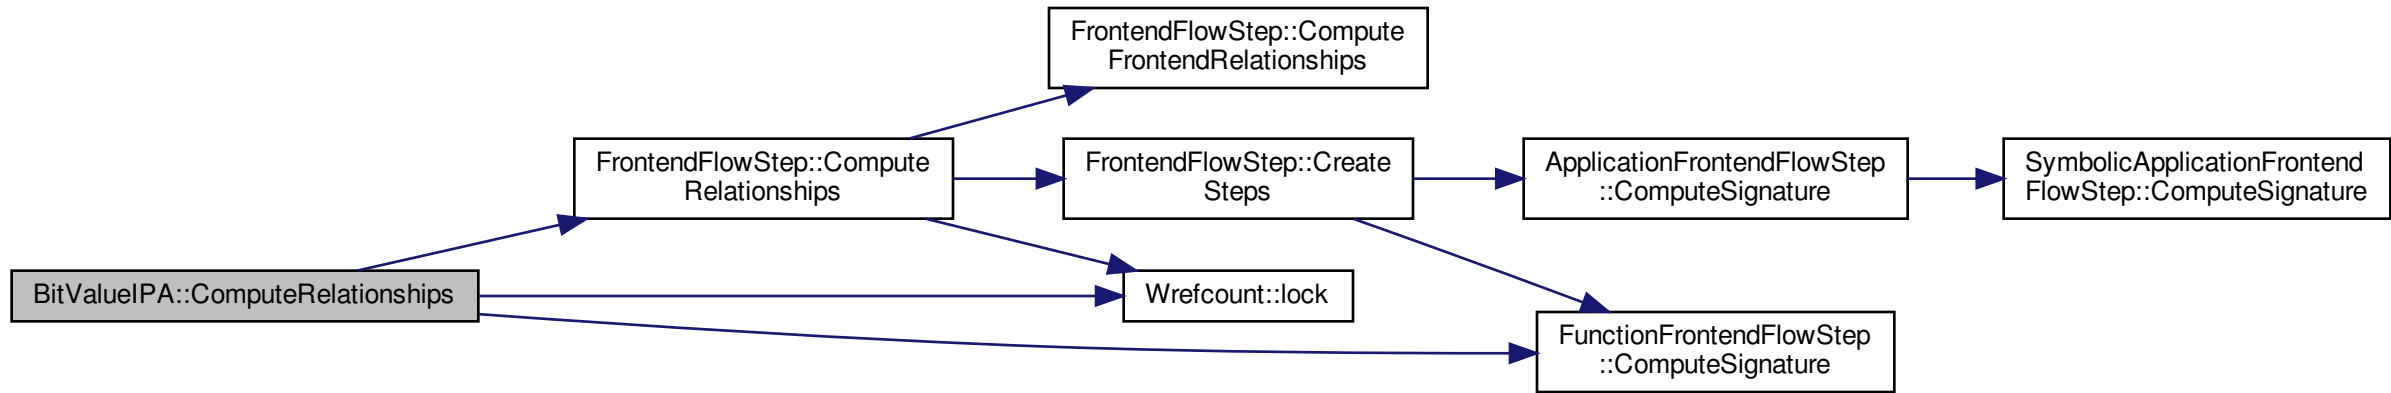 FrontendFlowStep::Compute
FrontendRelationships
FrontendFlowStep::Compute
Relationships
FrontendFlowStep::Create
Steps
ApplicationFrontendFlowStep
::ComputeSignature
SymbolicApplicationFrontend
FlowStep::ComputeSignature
BitValueIPA::ComputeRelationships
Wrefcount::lock
FunctionFrontendFlowStep
::ComputeSignature